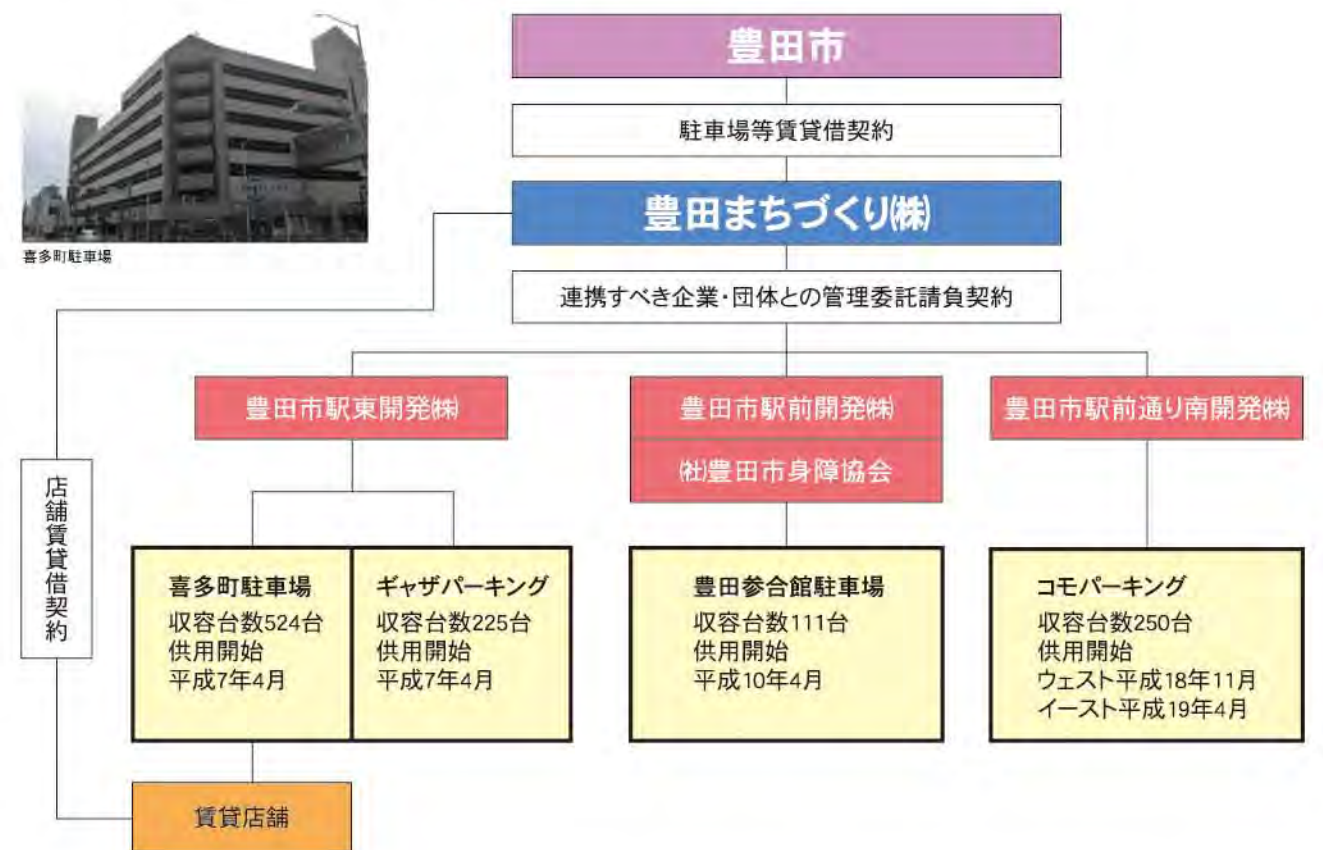 豊田市
駐車場等賃貸借契約
豊田まちづくり㈱
喜多町駐車場
連携すべき企業・団体との管理委託請負契約
豊田市駅東開発㈱
豊田市駅前開発㈱
豊田市駅前通り南開発㈱
㈳豊田市身障協会
店舗賃貸借契約
喜多町駐車場
収容台数524台
供用開始
平成7年4月
ギャザパーキング
収容台数225台
供用開始
平成7年4月
豊田参合館駐車場
収容台数111台
供用開始
平成10年4月
コモパーキング
収容台数250台
供用開始
ウェスト平成18年11月
イースト平成19年4月
賃貸店舗